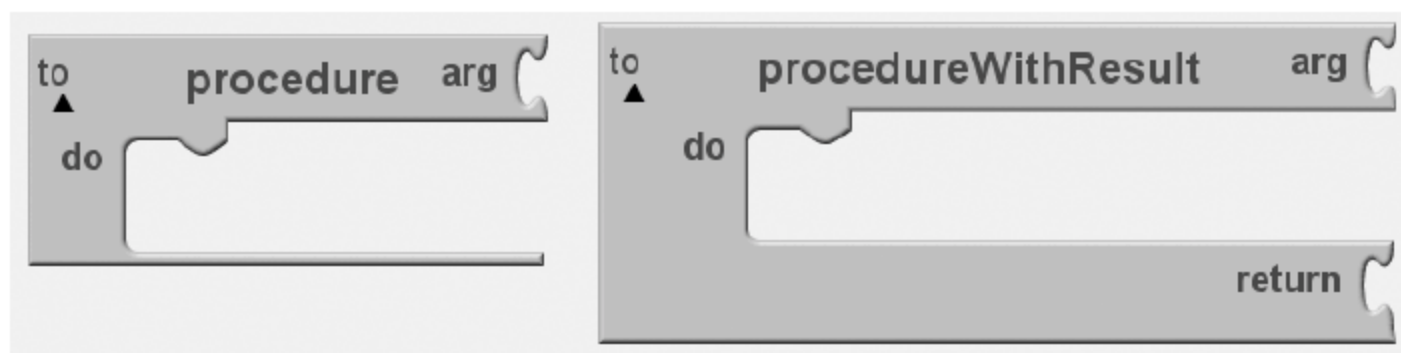 to procedure arg
do
to procedureWithResult arg
do
return